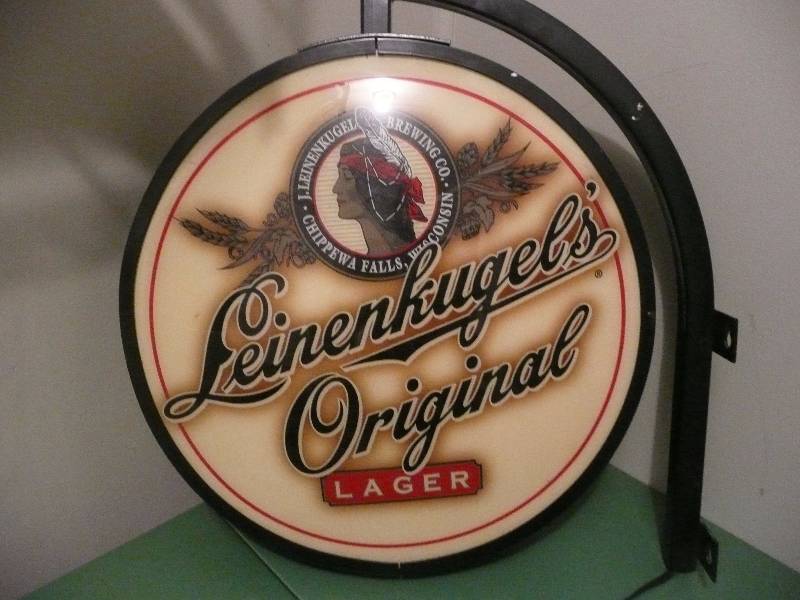 J. LEINENKUGEL BREWING CO.
CHIPPEWA FALLS, WISCONSIN
Leinenkugel's'®
Original
LAGER